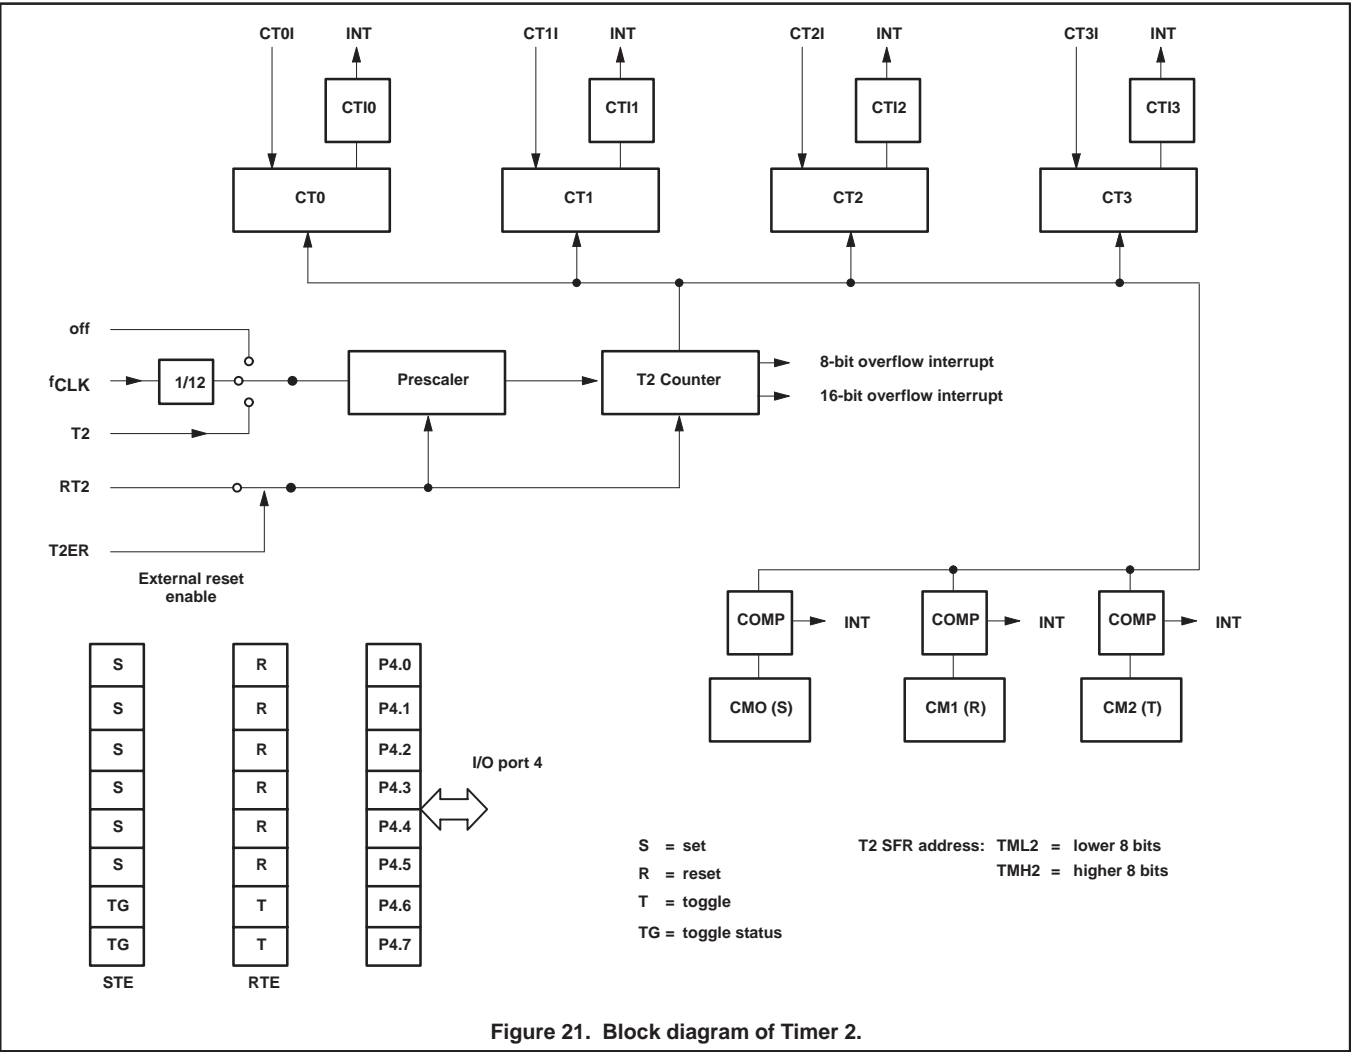 CT0I INT CT1I INT CT2I INT CT3I INT
CTI0 CTI1 CTI2 CTI3
CT0 CT1 CT2 CT3
off
fCLK 1/12 Prescaler T2 Counter 8-bit overflow interrupt
16-bit overflow interrupt
T2
RT2
T2ER
External reset
enable
COMP INT COMP INT COMP INT
CMO (S) CM1 (R) CM2 (T)
S R P4.0
S R P4.1
S R P4.2
I/O port 4
S R P4.3
S R P4.4
S R P4.5
TG T P4.6
TG T P4.7
STE RTE
S = set
R = reset
T = toggle
TG = toggle status
T2 SFR address: TML2 = lower 8 bits
TMH2 = higher 8 bits
Figure 21. Block diagram of Timer 2.